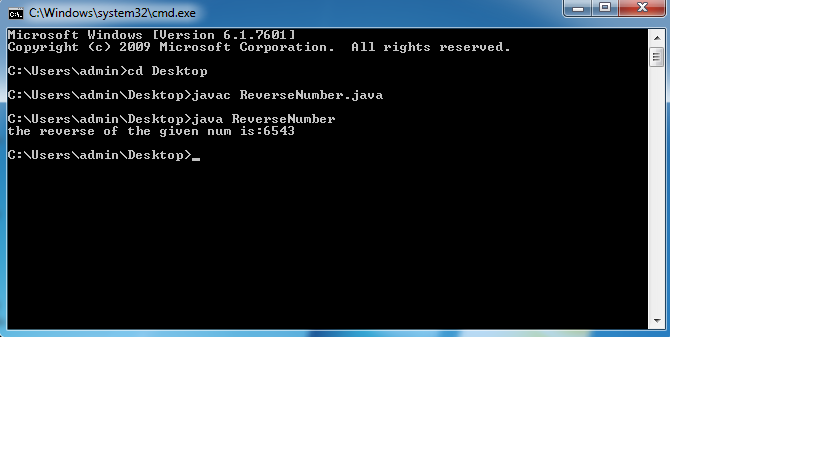 C:\Windows\system32\cmd.exe
Microsoft Windows [Version 6.1.7601]
Copyright (c) 2009 Microsoft Corporation.  All rights reserved.
C:\Users\admin>cd Desktop
C:\Users\admin\Desktop>javac ReverseNumber.java
C:\Users\admin\Desktop>java ReverseNumber
the reverse of the given num is:6543
C:\Users\admin\Desktop>_